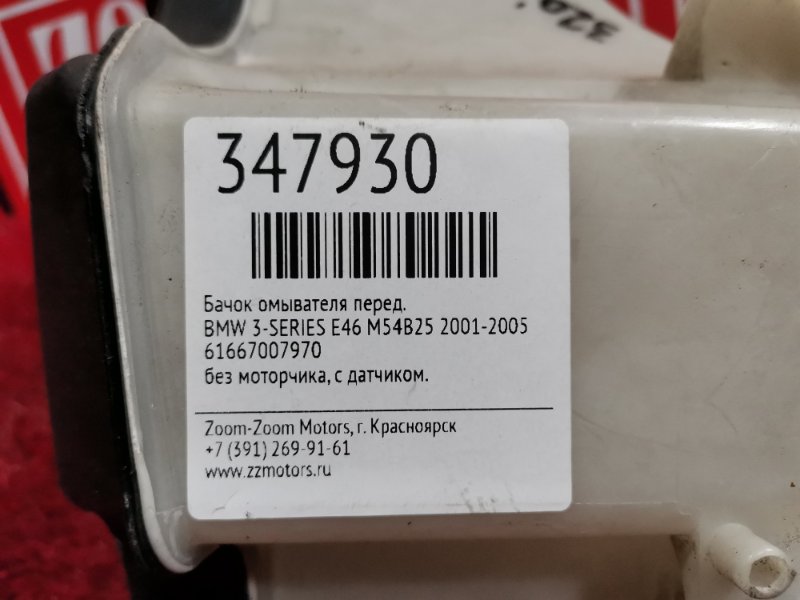 320i
347930
Бачок омывателя перед.
BMW 3-SERIES E46 M54B25 2001-2005
61667007970
без моторчика, с датчиком.
Zoom-Zoom Motors, г. Красноярск
+7 (391) 269-91-61
www.zzmotors.ru